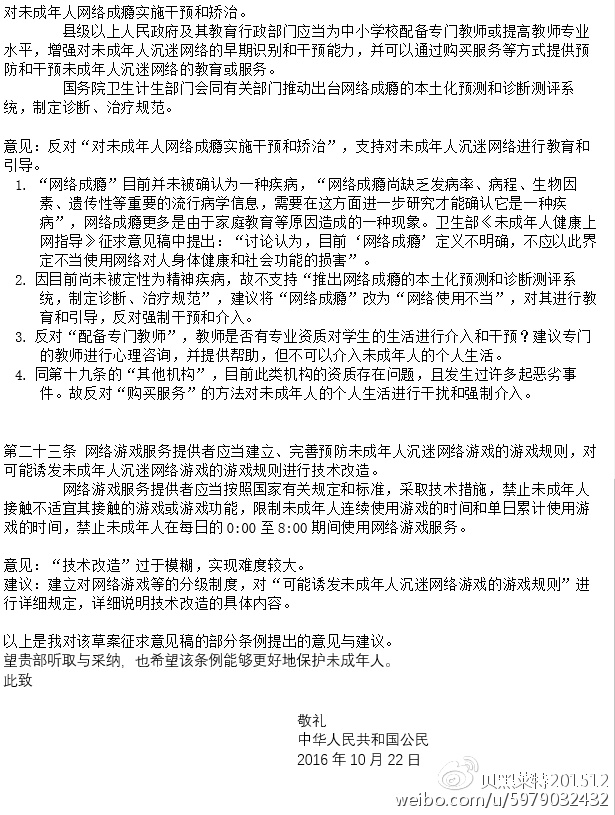 对未成年人网络成瘾实施干预和矫治。
县级以上人民政府及其教育行政部门应当为中小学校配备专门教师或提高教师专业
水平，增强对未成年人沉迷网络的早期识别和干预能力，并可以通过购买服务等方式提供预
防和干预未成年人沉迷网络的教育或服务。
国务院卫生计生部门会同有关部门推动出台网络成瘾的本土化预测和诊断测评系
统，制定诊断、治疗规范。
意见：反对“对未成年人网络成瘾实施干预和矫治”，支持对未成年人沉迷网络进行教育和
引导。
1. “网络成瘾”目前并未被确认为一种疾病，“网络成瘾尚缺乏发病率、病程、生物因
素、遗传性等重要的流行病学信息，需要在这方面进一步研究才能确认它是一种疾
病”，网络成瘾更多是由于家庭教育等原因造成的一种现象。卫生部《未成年人健康上
网指导》征求意见稿中提出：“讨论认为，目前‘网络成瘾’定义不明确，不应以此界
定不当使用网络对人身体健康和社会功能的损害”。
2. 因目前尚未被定性为精神疾病，故不支持“推出网络成瘾的本土化预测和诊断测评系
统，制定诊断、治疗规范”，建议将“网络成瘾”改为“网络使用不当”，对其进行教
育和引导，反对强制干预和介入。
3. 反对“配备专门教师”，教师是否有专业资质对学生的生活进行介入和干预？建议专门
的教师进行心理咨询，并提供帮助，但不可以介入未成年人的个人生活。
4. 同第十九条的“其他机构”，目前此类机构的资质存在问题，且发生过许多起恶劣事
件。故反对“购买服务”的方法对未成年人的个人生活进行干扰和强制介入。
第二十三条 网络游戏服务提供者应当建立、完善预防未成年人沉迷网络游戏的游戏规则，对
可能诱发未成年人沉迷网络游戏的游戏规则进行技术改造。
网络游戏服务提供者应当按照国家有关规定和标准，采取技术措施，禁止未成年人
接触不适宜其接触的游戏或游戏功能，限制未成年人连续使用游戏的时间和单日累计使用游
戏的时间，禁止未成年人在每日的 0:00 至 8:00 期间使用网络游戏服务。
意见：“技术改造”过于模糊，实现难度较大。
建议：建立对网络游戏等的分级制度，对“可能诱发未成年人沉迷网络游戏的游戏规则”进
行详细规定，详细说明技术改造的具体内容。
以上是我对该草案征求意见稿的部分条例提出的意见与建议。
望贵部听取与采纳，也希望该条例能够更好地保护未成年人。
此致
敬礼
中华人民共和国公民
2016 年 10 月 22 日
贝黑莱特201512
weibo.com/u/5979032432